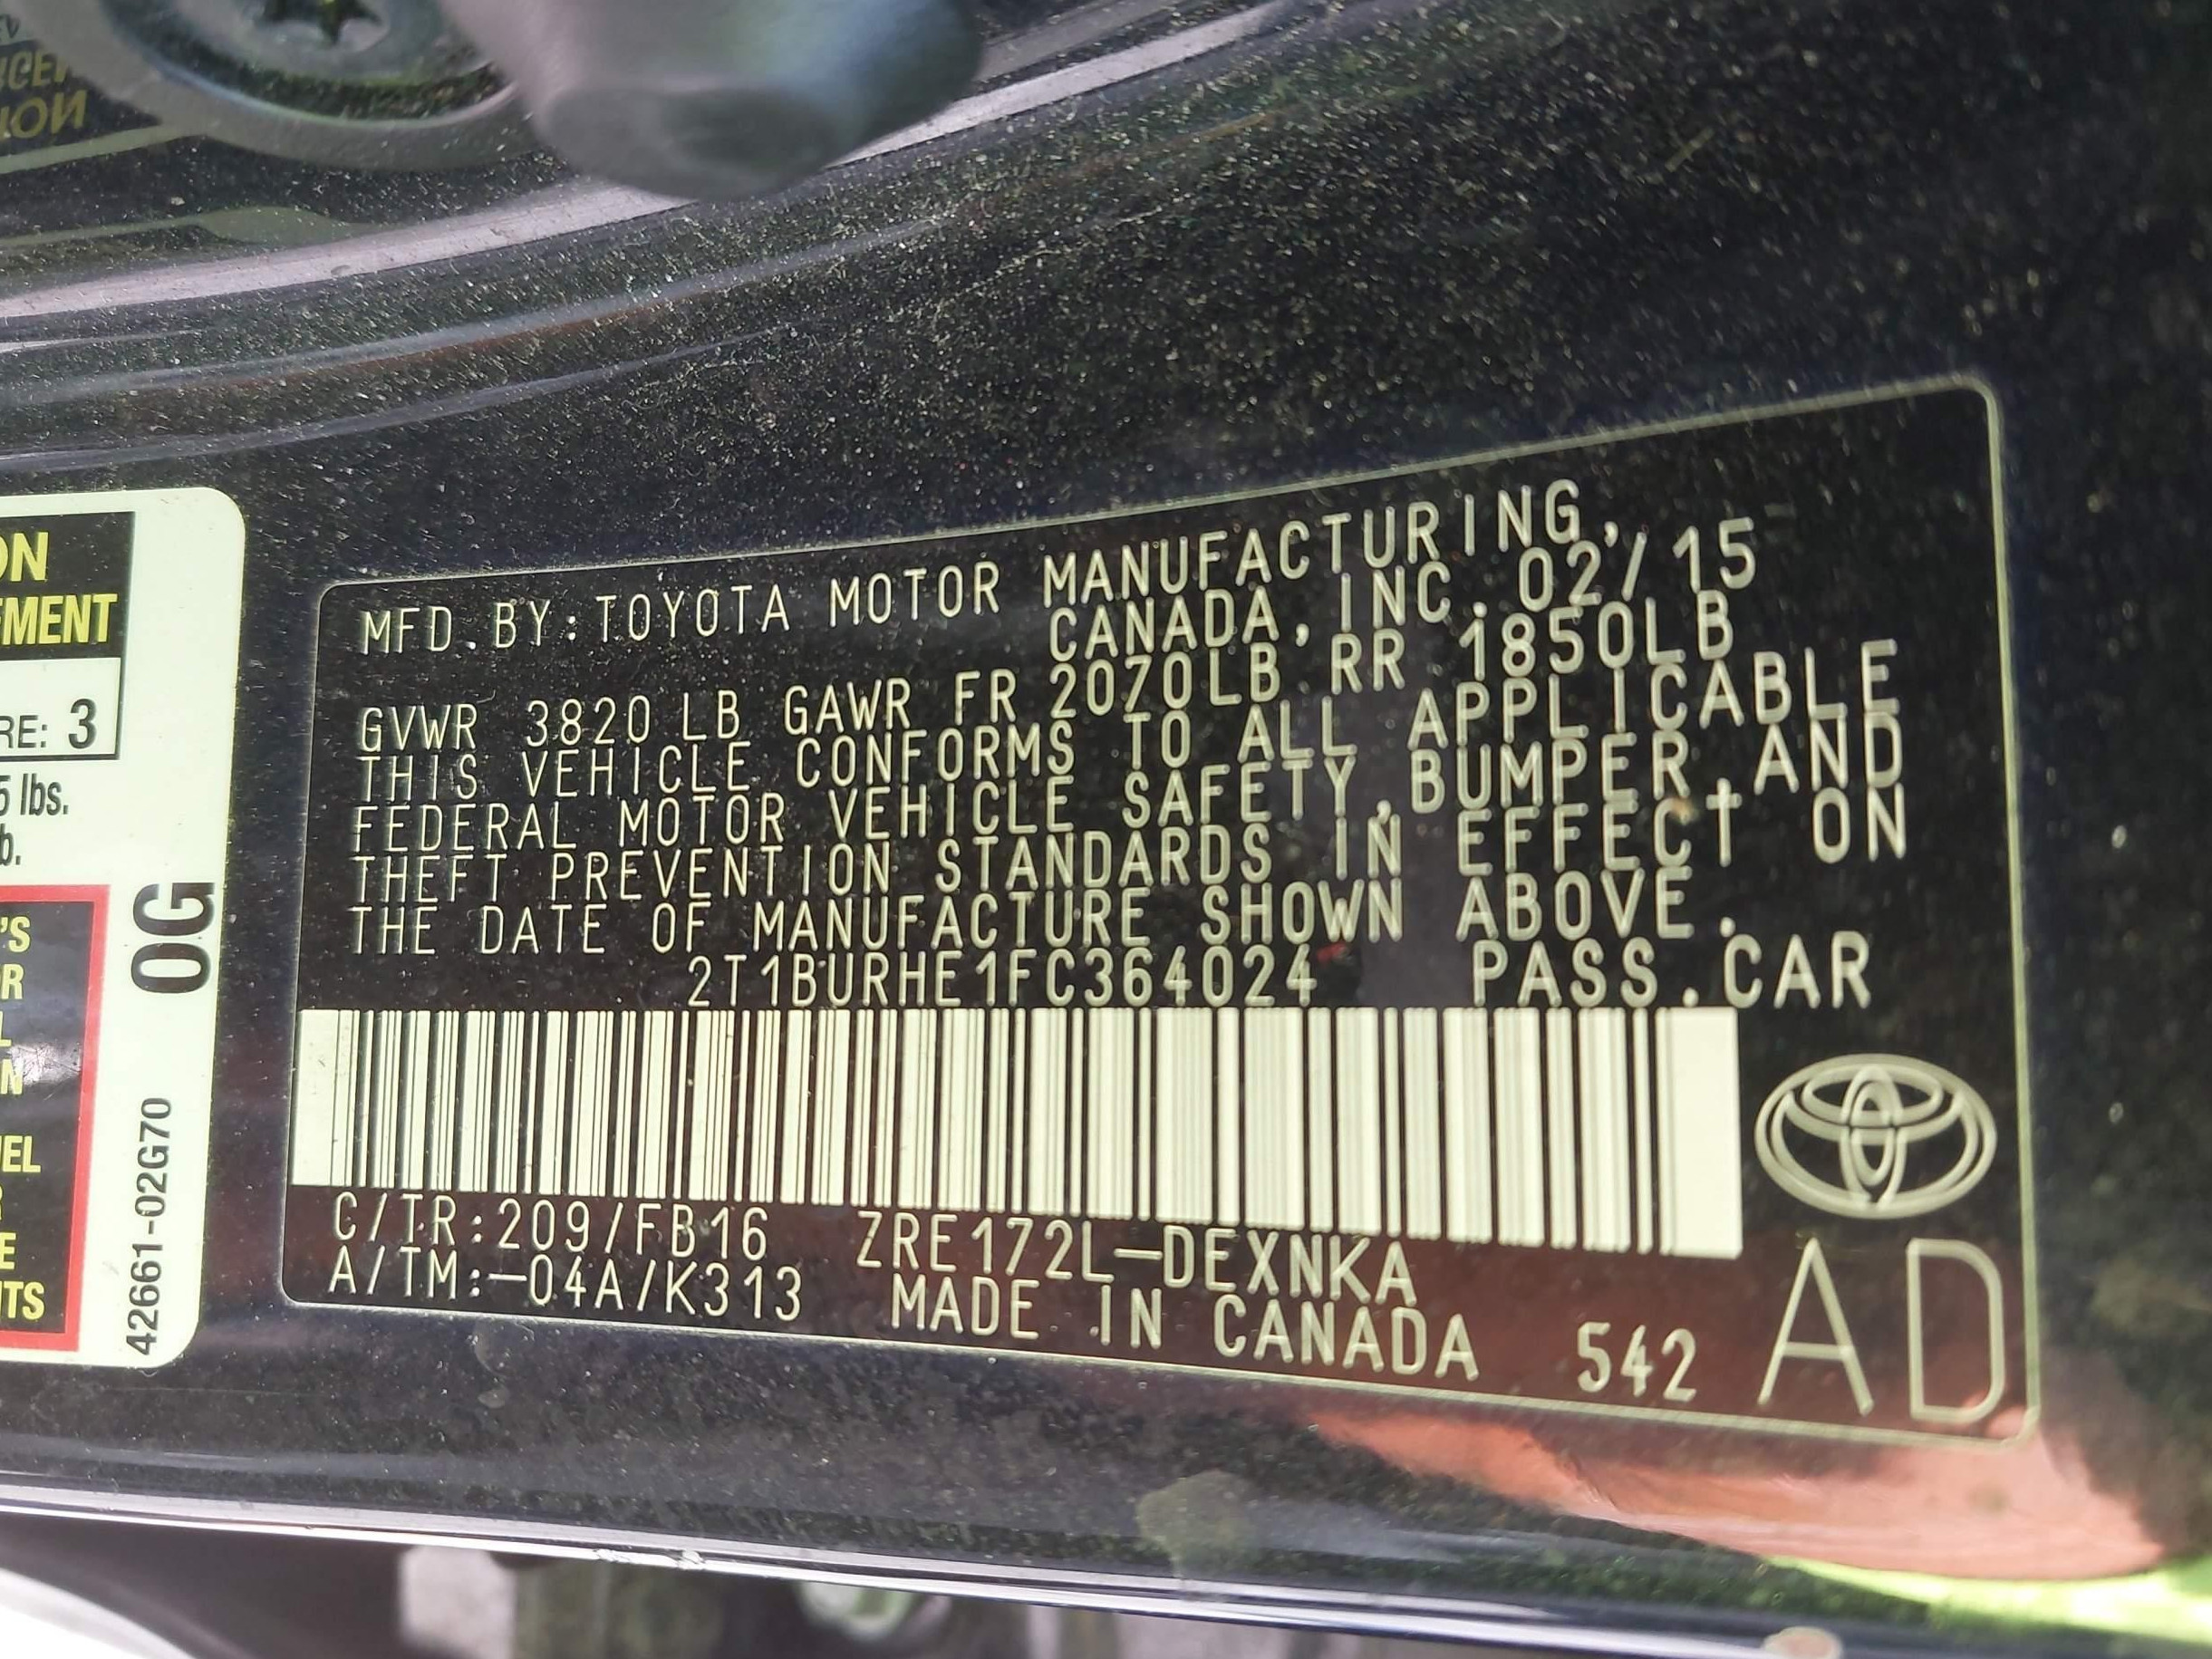 ON
EMENT
RE: 3
5 lbs.
b.
'S
OR
L
N
EL
R
E
NTS
0G
42661-02G70
MFD.BY:TOYOTA MOTOR MANUFACTURING,
CANADA, INC. 02/15
GVWR 3820 LB GAWR FR 2070LB RR 1850LB
THIS VEHICLE CONFORMS TO ALL APPLICABLE
FEDERAL MOTOR VEHICLE SAFETY,BUMPER,AND
THEFT PREVENTION STANDARDS IN EFFECT ON
THE DATE OF MANUFACTURE SHOWN ABOVE.
2T1BURHE1FC364024 PASS.CAR
C/TR:209/FB16 ZRE172L-DEXNKA
A/TM:-04A/K313 MADE IN CANADA 542
AD